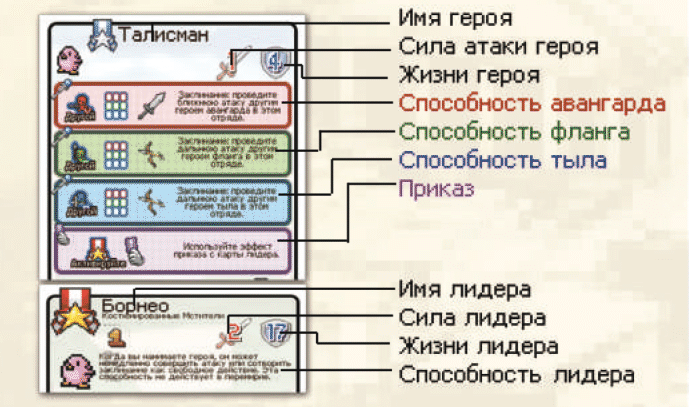 Талисман
1
4
Другой
Заклинание: проведите
ближнюю атаку другим
героем авангарда в этом
отряде.
Другой
Заклинание: проведите
дальнюю атаку другим
героем фланга в этом
отряде.
Другой
Заклинание: проведите
дальнюю атаку другим
героем тыла в этом
отряде.
Активируйте
Используйте эффект
приказа с карты лидера.
Борнео
Костюмированные Мстители
1
2
17
Когда вы нанимаете героя, он может
немедленно совершить атаку или сотворить
заклинание как свободное действие. Эта
способность не действует в перемирие.
Имя героя
Сила атаки героя
Жизни героя
Способность авангарда
Способность фланга
Способность тыла
Приказ
Имя лидера
Сила лидера
Жизни лидера
Способность лидера